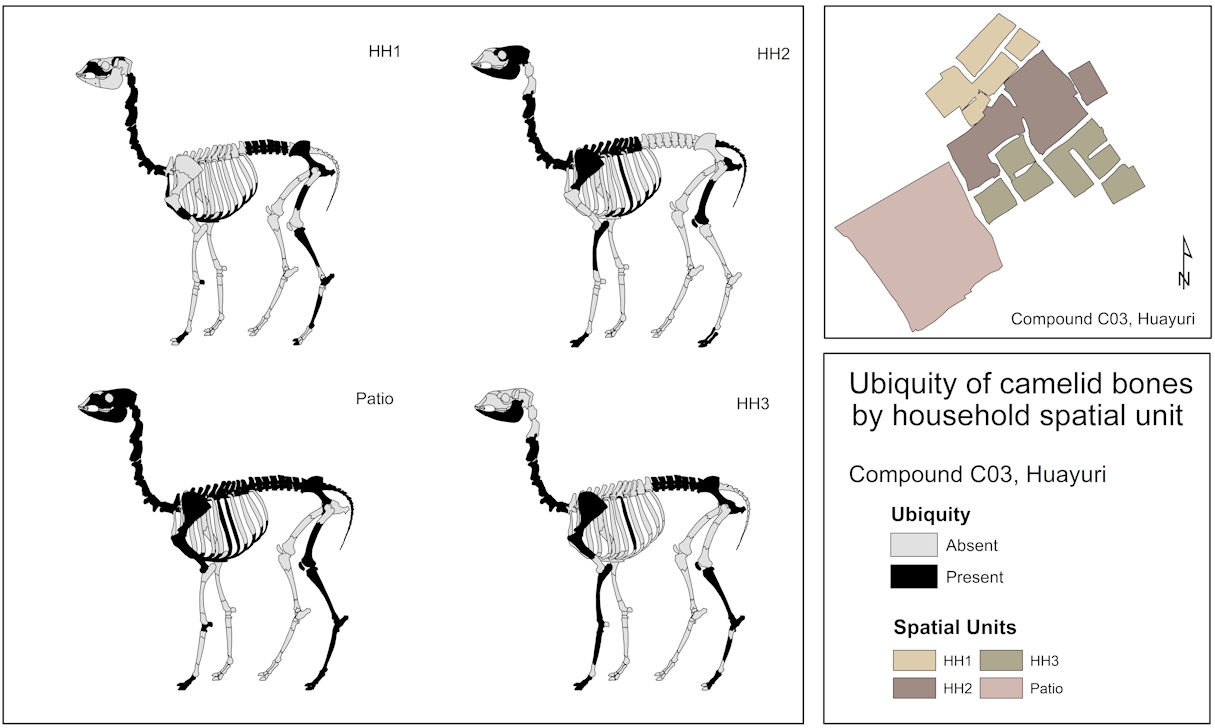 HH1
HH2
Patio
HH3
N
Compound C03, Huayuri
Ubiquity of camelid bones
by household spatial unit
Compound C03, Huayuri
Ubiquity
Absent
Present
Spatial Units
HH1
HH3
HH2
Patio